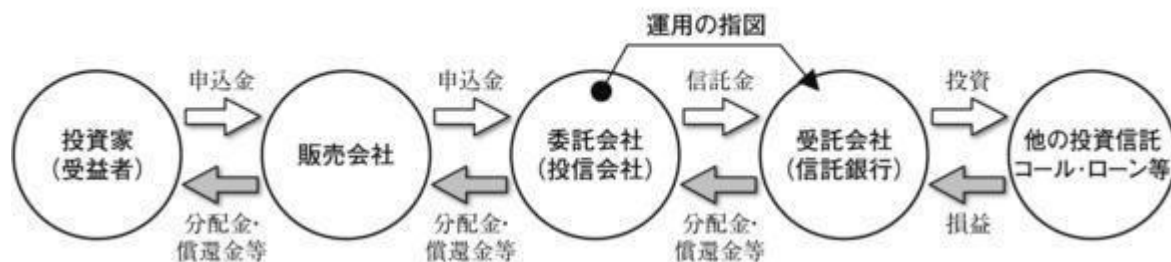 運用の指図
申込金
申込金
信託金
投資
投資家
(受益者)
販売会社
委託会社
(投信会社)
受託会社
(信託銀行)
他の投資信託
コール・ローン等
分配金・
償還金等
分配金・
償還金等
分配金・
償還金等
損益